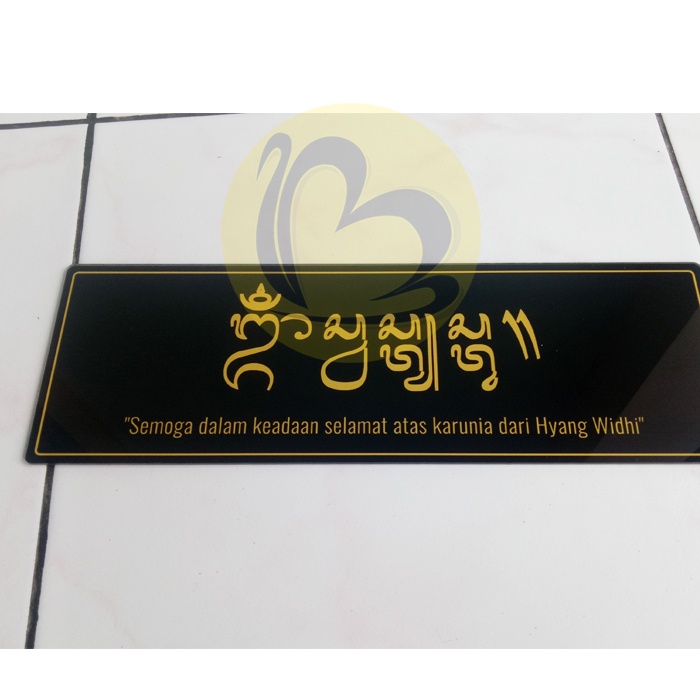 ᬒᬁᬲ᭄ᬯᬲ᭄ᬢ᭄ᬬᬲ᭄ᬢᬸ᭟
"Semoga dalam keadaan selamat atas karunia dari Hyang Widhi"